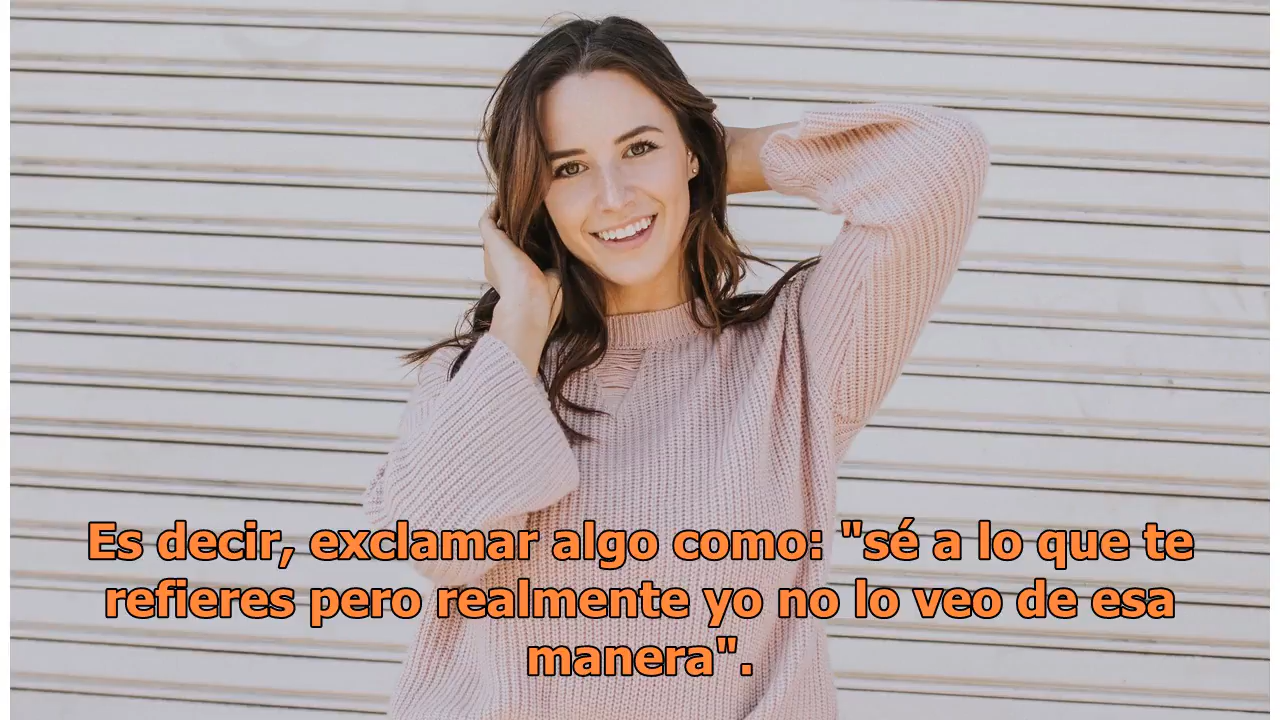 Es decir, exclamar algo como: "sé a lo que te
refieres pero realmente yo no lo veo de esa
manera".